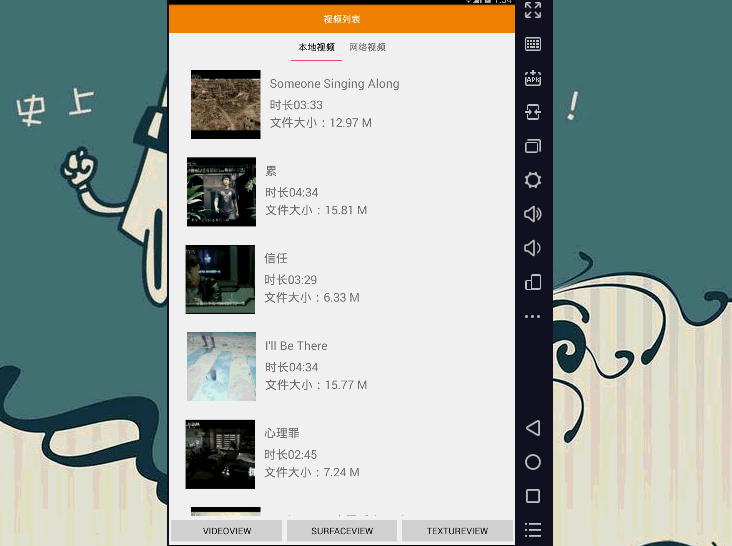 视频列表
本地视频 网络视频
Someone Singing Along
时长03:33
文件大小：12.97 M
累
时长04:34
文件大小：15.81 M
信任
时长03:29
文件大小：6.33 M
I'll Be There
时长04:34
文件大小：15.77 M
心理罪
时长02:45
文件大小：7.24 M
VIDEOVIEW SURFACEVIEW TEXTUREVIEW
史上
!
APK